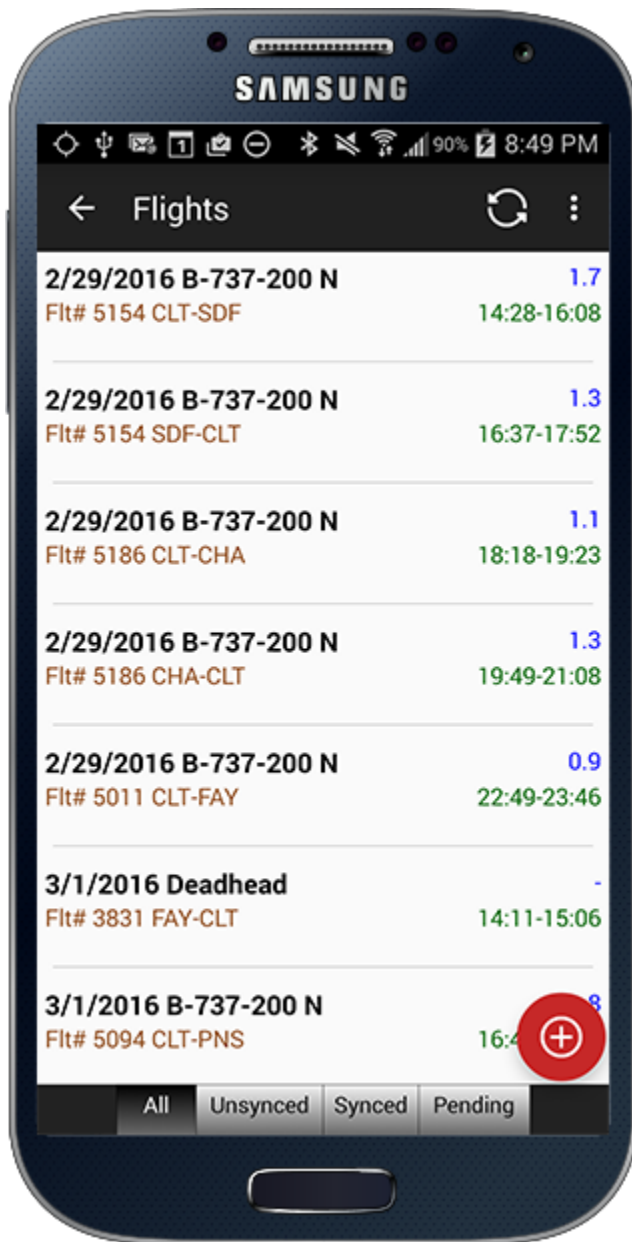 SAMSUNG
1 90% 8:49 PM
Flights
2/29/2016 B-737-200 N 1.7
Flt# 5154 CLT-SDF 14:28-16:08
2/29/2016 B-737-200 N 1.3
Flt# 5154 SDF-CLT 16:37-17:52
2/29/2016 B-737-200 N 1.1
Flt# 5186 CLT-CHA 18:18-19:23
2/29/2016 B-737-200 N 1.3
Flt# 5186 CHA-CLT 19:49-21:08
2/29/2016 B-737-200 N 0.9
Flt# 5011 CLT-FAY 22:49-23:46
3/1/2016 Deadhead -
Flt# 3831 FAY-CLT 14:11-15:06
3/1/2016 B-737-200 N
Flt# 5094 CLT-PNS
All Unsynced Synced Pending